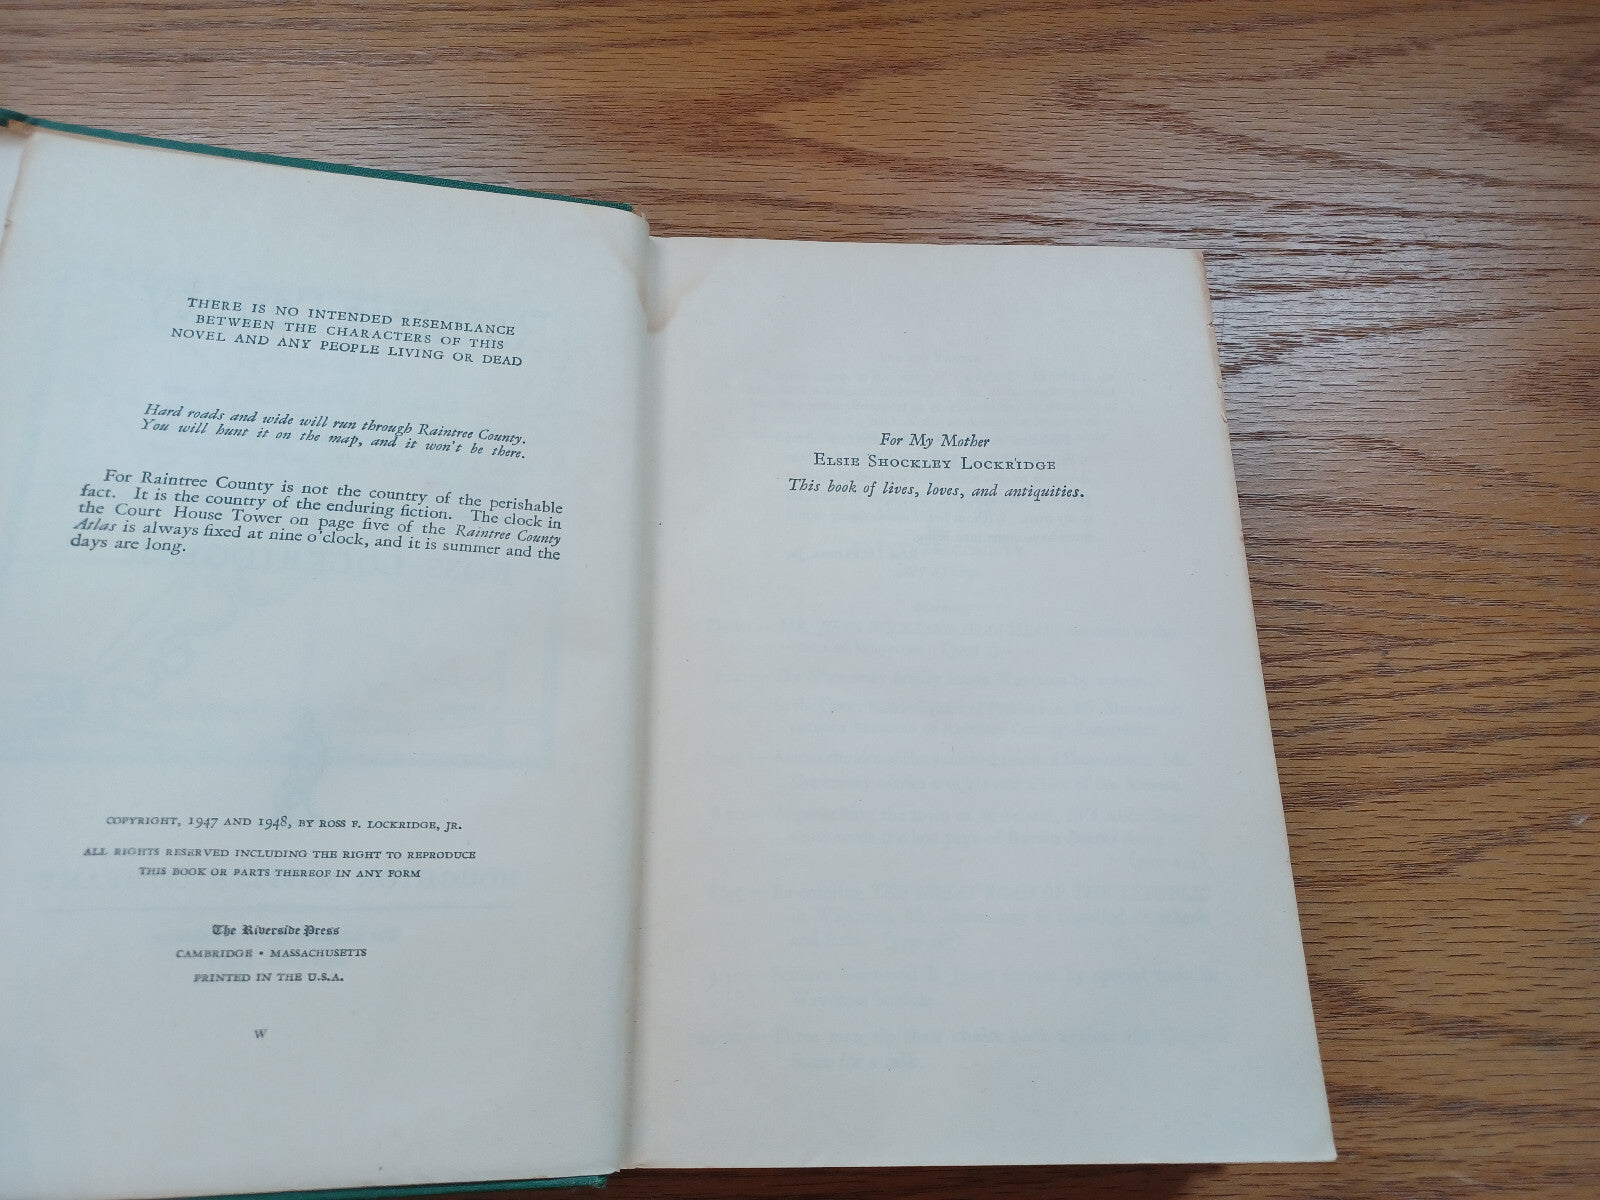 THERE IS NO INTENDED RESEMBLANCE
BETWEEN THE CHARACTERS OF THIS
NOVEL AND ANY PEOPLE LIVING OR DEAD
Hard roads and wide will run through Raintree County.
You will hunt it on the map, and it won't be there.
For Raintree County is not the country of the perishable
fact. It is the country of the enduring fiction. The clock in
the Court House Tower on page five of the Raintree County
Atlas is always fixed at nine o'clock, and it is summer and the
days are long.
COPYRIGHT, 1947 AND 1948, BY ROSS F. LOCKRIDGE, JR.
ALL RIGHTS RESERVED INCLUDING THE RIGHT TO REPRODUCE
THIS BOOK OR PARTS THEREOF IN ANY FORM
The Riverside Press
CAMBRIDGE • MASSACHUSETTS
PRINTED IN THE U.S.A.
W
For My Mother
ELSIE SHOCKLEY LOCKRIDGE
This book of lives, loves, and antiquities.